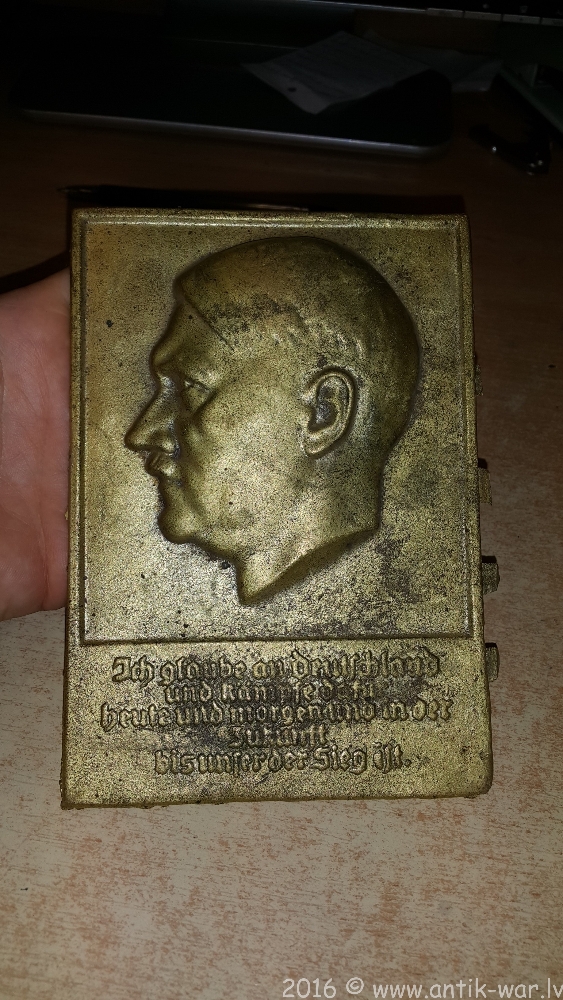 Ich glaube an deutschland
und kämpfe dafü
heute und morgen und in der
Zukunft
bis unser der Sieg ist.
2016 © www.antik-war.lv